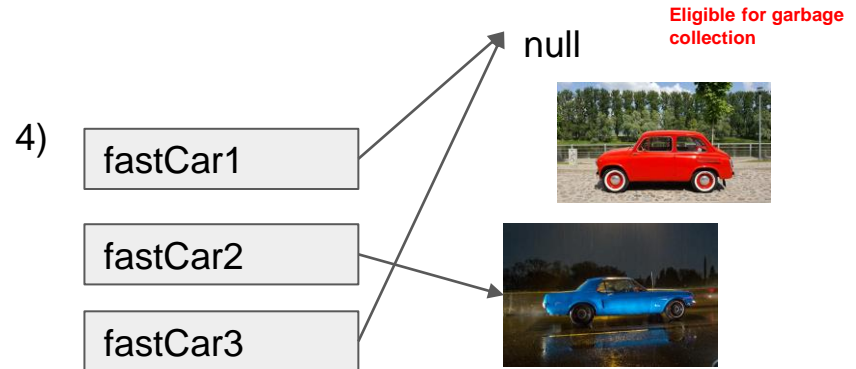 Eligible for garbage
collection
null
4)
fastCar1
fastCar2
fastCar3